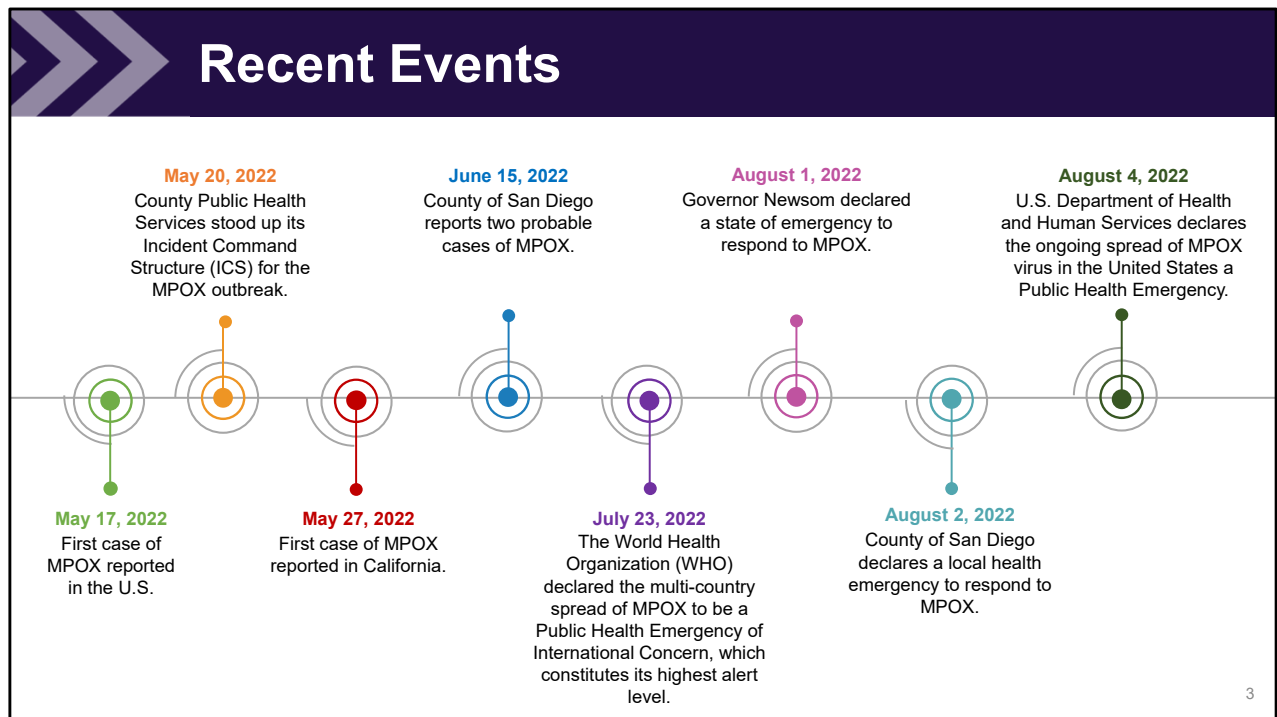 Recent Events
May 20, 2022
County Public Health
Services stood up its
Incident Command
Structure (ICS) for the
MPOX outbreak.
June 15, 2022
County of San Diego
reports two probable
cases of MPOX.
August 1, 2022
Governor Newsom declared
a state of emergency to
respond to MPOX.
August 4, 2022
U.S. Department of Health
and Human Services declares
the ongoing spread of MPOX
virus in the United States a
Public Health Emergency.
May 17, 2022
First case of
MPOX reported
in the U.S.
May 27, 2022
First case of MPOX
reported in California.
July 23, 2022
The World Health
Organization (WHO)
declared the multi-country
spread of MPOX to be a
Public Health Emergency of
International Concern, which
constitutes its highest alert
level.
August 2, 2022
County of San Diego
declares a local health
emergency to respond to
MPOX.
3